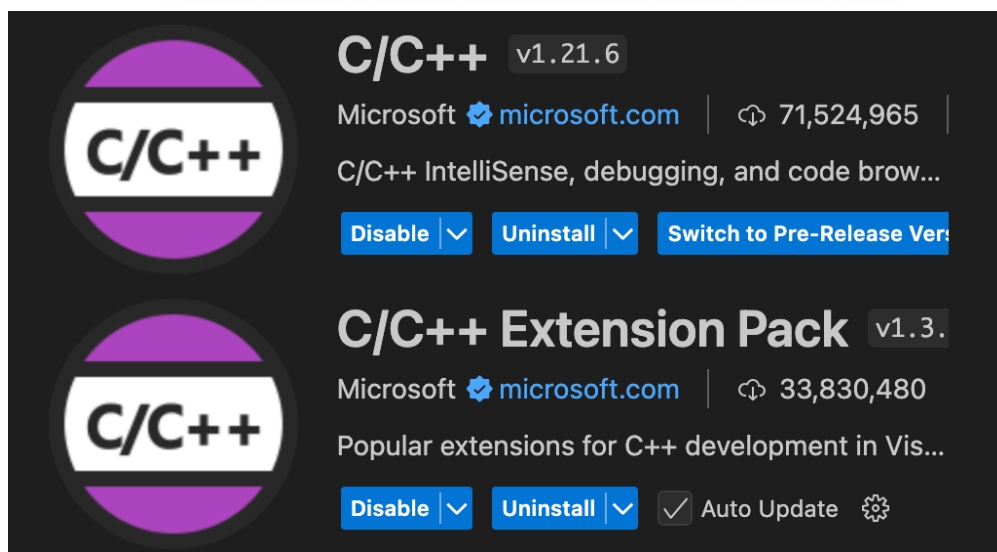 C/C++
C/C++ v1.21.6
Microsoft microsoft.com 71,524,965
C/C++ IntelliSense, debugging, and code brow...
Disable Uninstall Switch to Pre-Release Vers
C/C++
C/C++ Extension Pack v1.3.
Microsoft microsoft.com 33,830,480
Popular extensions for C++ development in Vis...
Disable Uninstall Auto Update